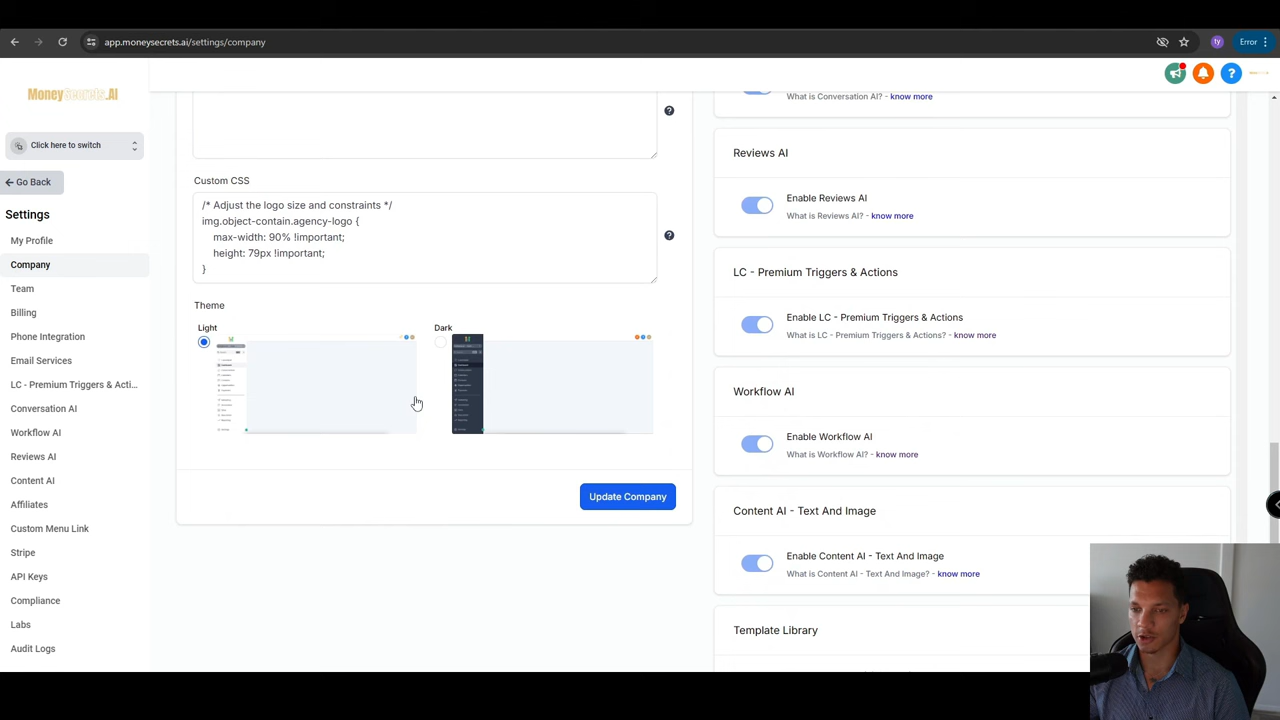 app.moneysecrets.ai/settings/company
ty
Error
MoneySecrets.AI
Click here to switch
Go Back
Settings
My Profile
Company
Team
Billing
Phone Integration
Email Services
LC - Premium Triggers & Acti...
Conversation AI
Workflow AI
Reviews AI
Content AI
Affiliates
Custom Menu Link
Stripe
API Keys
Compliance
Labs
Audit Logs
Custom CSS
/* Adjust the logo size and constraints */
img.object-contain.agency-logo {
max-width: 90% !important;
height: 79px !important;
}
Theme
Light
Dark
Update Company
What is Conversation AI? - know more
Reviews AI
Enable Reviews AI
What is Reviews AI? - know more
LC - Premium Triggers & Actions
Enable LC - Premium Triggers & Actions
What is LC - Premium Triggers & Actions? - know more
Workflow AI
Enable Workflow AI
What is Workflow AI? - know more
Content AI - Text And Image
Enable Content AI - Text And Image
What is Content AI - Text And Image? - know more
Template Library